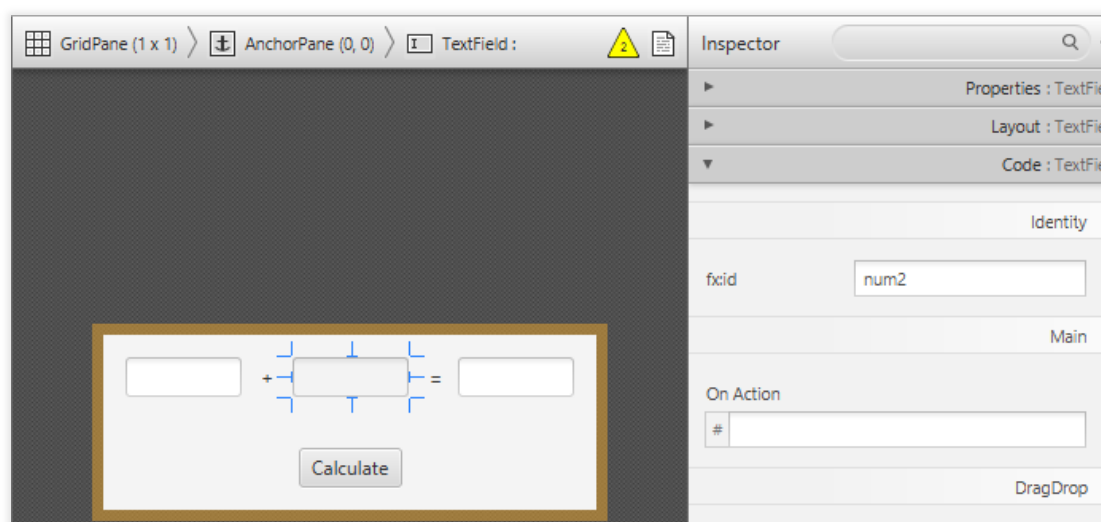 GridPane (1 x 1) AnchorPane (0, 0) TextField : 2
Inspector
Properties : TextFie
Layout : TextFie
Code : TextFie
Identity
fx:id num2
Main
On Action
#
DragDrop
+ =
Calculate